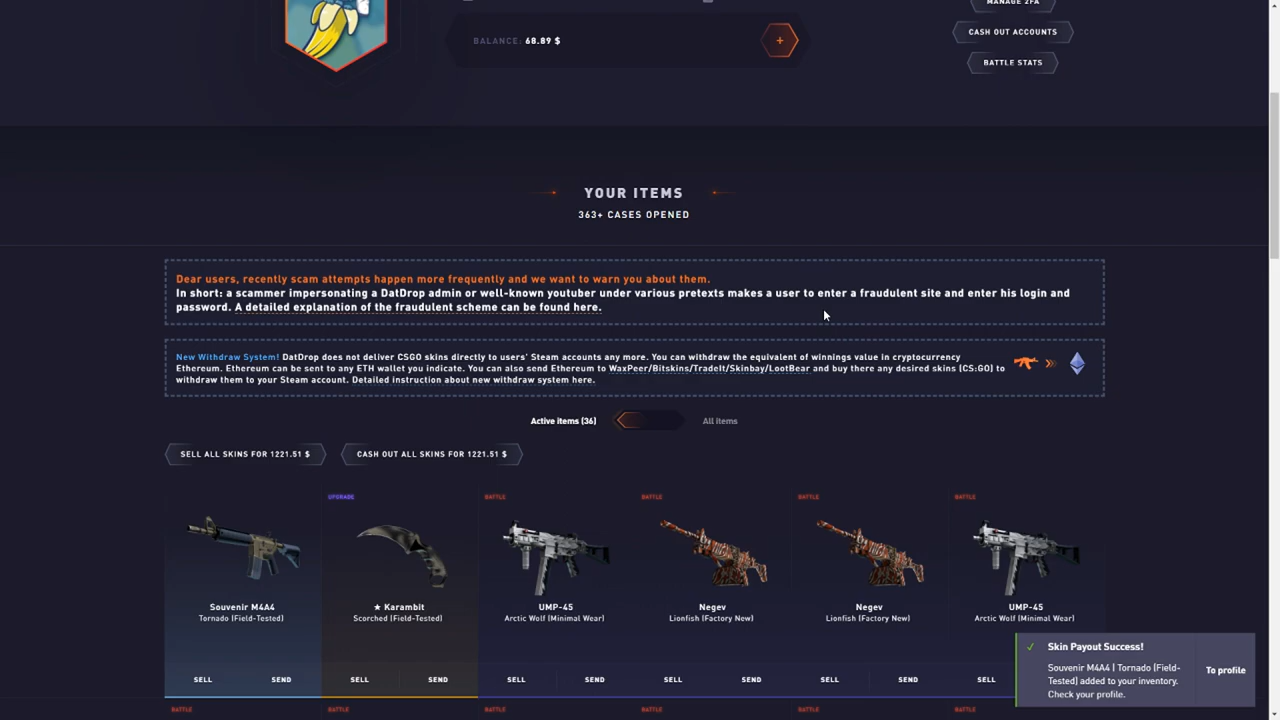 MANAGE 2FA
BALANCE: 68.89 $
+
CASH OUT ACCOUNTS
BATTLE STATS
YOUR ITEMS
363+ CASES OPENED
Dear users, recently scam attempts happen more frequently and we want to warn you about them.
In short: a scammer impersonating a DatDrop admin or well-known youtuber under various pretexts makes a user to enter a fraudulent site and enter his login and
password. A detailed explanation of the fraudulent scheme can be found here.
New Withdraw System! DatDrop does not deliver CSGO skins directly to users' Steam accounts any more. You can withdraw the equivalent of winnings value in cryptocurrency
Ethereum. Ethereum can be sent to any ETH wallet you indicate. You can also send Ethereum to WaxPeer/Bitskins/TradeIt/Skinbay/LootBear and buy there any desired skins (CS:GO) to
withdraw them to your Steam account. Detailed instruction about new withdraw system here.
Active items (36) All items
SELL ALL SKINS FOR 1221.51 $ CASH OUT ALL SKINS FOR 1221.51 $
UPGRADE BATTLE BATTLE BATTLE BATTLE
Souvenir M4A4 ★ Karambit UMP-45 Negev Negev UMP-45
Tornado (Field-Tested) Scorched (Field-Tested) Arctic Wolf (Minimal Wear) Lionfish (Factory New) Lionfish (Factory New) Arctic Wolf (Minimal Wear)
SELL SEND SELL SEND SELL SEND SELL SEND SELL SEND SELL
Skin Payout Success!
Souvenir M4A4 | Tornado (Field-
Tested) added to your inventory.
Check your profile.
To profile
BATTLE BATTLE BATTLE BATTLE BATTLE BATTLE